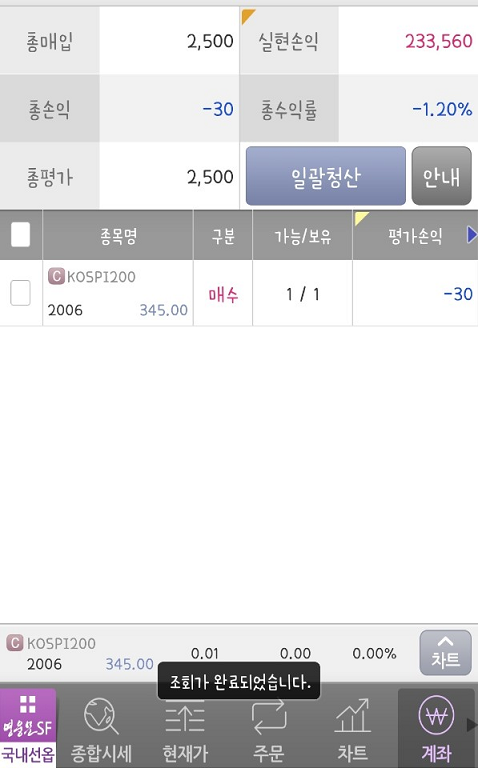 총매입 2,500 실현손익 233,560
총손익 -30 총수익률 -1.20%
총평가 2,500 일괄청산 안내
종목명 구분 가능/보유 평가손익
C KOSPI200
매수 1 / 1 -30
2006 345.00
C KOSPI200
2006 345.00 0.01 0.00 0.00% 차트
조회가 완료되었습니다.
영웅문SF
국내선옵 종합시세 현재가 주문 차트 계좌